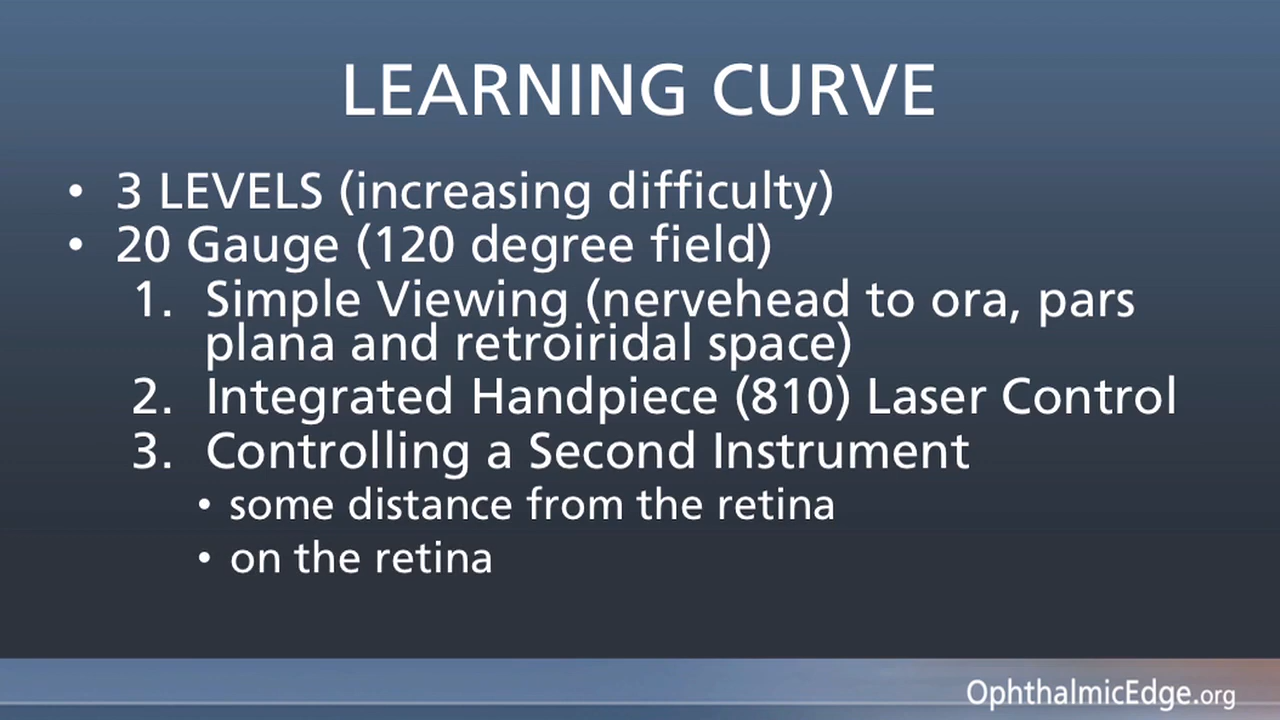 LEARNING CURVE
• 3 LEVELS (increasing difficulty)
• 20 Gauge (120 degree field)
1. Simple Viewing (nervehead to ora, pars
plana and retroiridal space)
2. Integrated Handpiece (810) Laser Control
3. Controlling a Second Instrument
• some distance from the retina
• on the retina
OphthalmicEdge.org